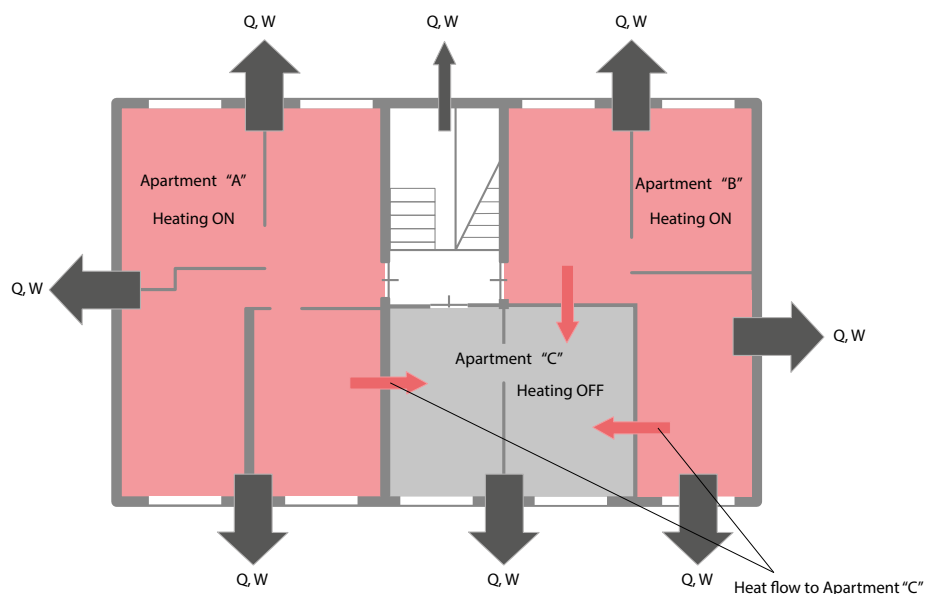 Q, W
Q, W
Q, W
Apartment “A”
Heating ON
Apartment “B”
Heating ON
Q, W
Q, W
Apartment “C”
Heating OFF
Q, W
Q, W
Q, W
Heat flow to Apartment “C”